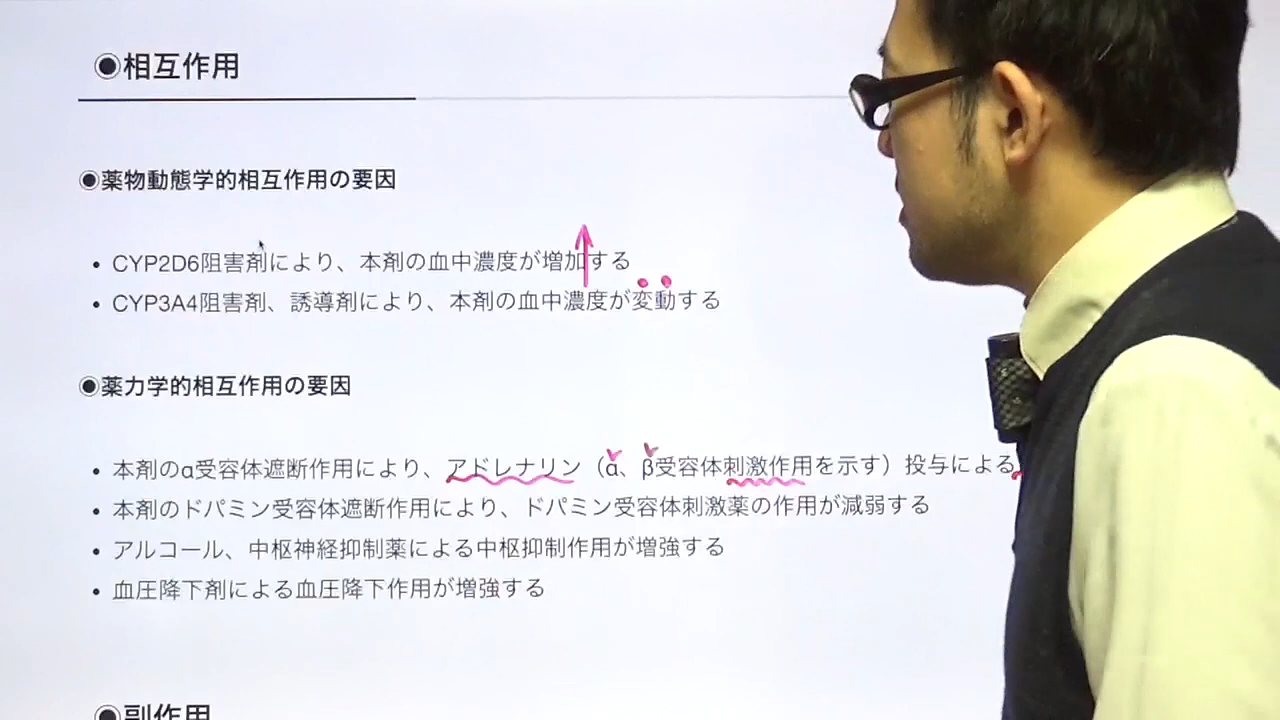 ◉相互作用
◉薬物動態学的相互作用の要因
• CYP2D6阻害剤により、本剤の血中濃度が増加する
• CYP3A4阻害剤、誘導剤により、本剤の血中濃度が変動する
◉薬力学的相互作用の要因
• 本剤のα受容体遮断作用により、アドレナリン（α、β受容体刺激作用を示す）投与による
• 本剤のドパミン受容体遮断作用により、ドパミン受容体刺激薬の作用が減弱する
• アルコール、中枢神経抑制薬による中枢抑制作用が増強する
• 血圧降下剤による血圧降下作用が増強する
◉副作用